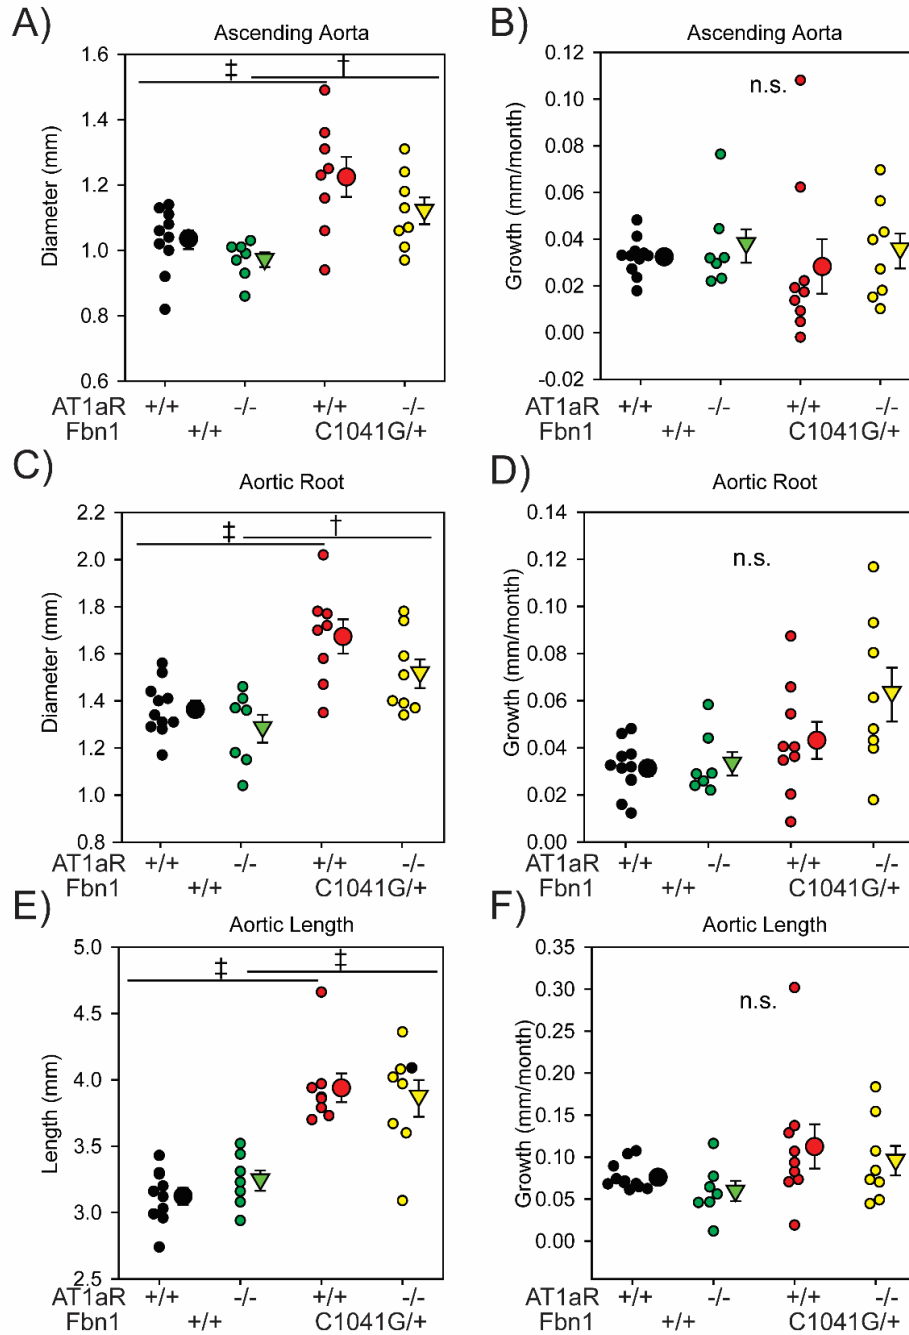 A)
Ascending Aorta
‡
†
Diameter (mm)
1.6
1.4
1.2
1.0
0.8
0.6
AT1aR +/+ -/- +/+ -/-
Fbn1 +/+ C1041G/+
B)
Ascending Aorta
n.s.
Growth (mm/month)
0.12
0.10
0.08
0.06
0.04
0.02
0.00
-0.02
+/+ -/- +/+ -/-
+/+ C1041G/+
C)
Aortic Root
‡
†
Diameter (mm)
2.2
2.0
1.8
1.6
1.4
1.2
1.0
0.8
AT1aR +/+ -/- +/+ -/-
Fbn1 +/+ C1041G/+
D)
Aortic Root
n.s.
Growth (mm/month)
0.14
0.12
0.10
0.08
0.06
0.04
0.02
0.00
+/+ -/- +/+ -/-
+/+ C1041G/+
E)
Aortic Length
‡
‡
Length (mm)
5.0
4.5
4.0
3.5
3.0
2.5
AT1aR +/+ -/- +/+ -/-
Fbn1 +/+ C1041G/+
F)
Aortic Length
n.s.
Growth (mm/month)
0.35
0.30
0.25
0.20
0.15
0.10
0.05
0.00
AT1aR +/+ -/- +/+ -/-
Fbn1 +/+ C1041G/+